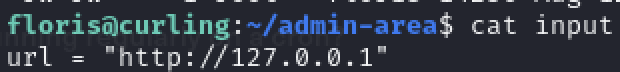 floris@curling:~/admin-area$ cat input
url = "http://127.0.0.1"